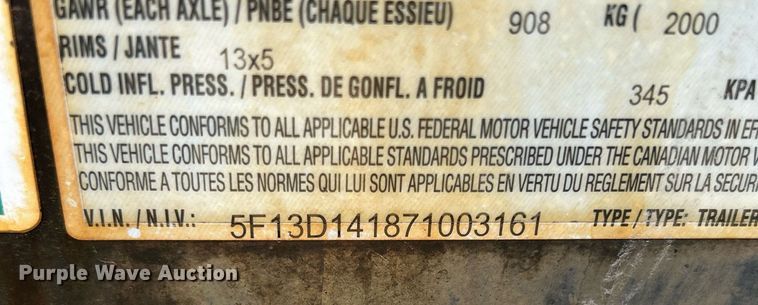 GAWR (EACH AXLE) / PNBE (CHAQUE ESSIEU) 908 KG ( 2000
RIMS / JANTE 13x5
COLD INFL. PRESS. / PRESS. DE GONFL. A FROID 345 KPA
THIS VEHICLE CONFORMS TO ALL APPLICABLE U.S. FEDERAL MOTOR VEHICLE SAFETY STANDARDS IN EF
THIS VEHICLE CONFORMS TO ALL APPLICABLE STANDARDS PRESCRIBED UNDER THE CANADIAN MOTOR V
CONFORME A TOUTES LES NORMES QUI LUI SONT APPLICABLES EN VERTU DU REGLEMENT SUR LA SECURI
V.I.N. / N.I.V.: 5F13D141871003161 TYPE / TYPE: TRAILER
Purple Wave Auction